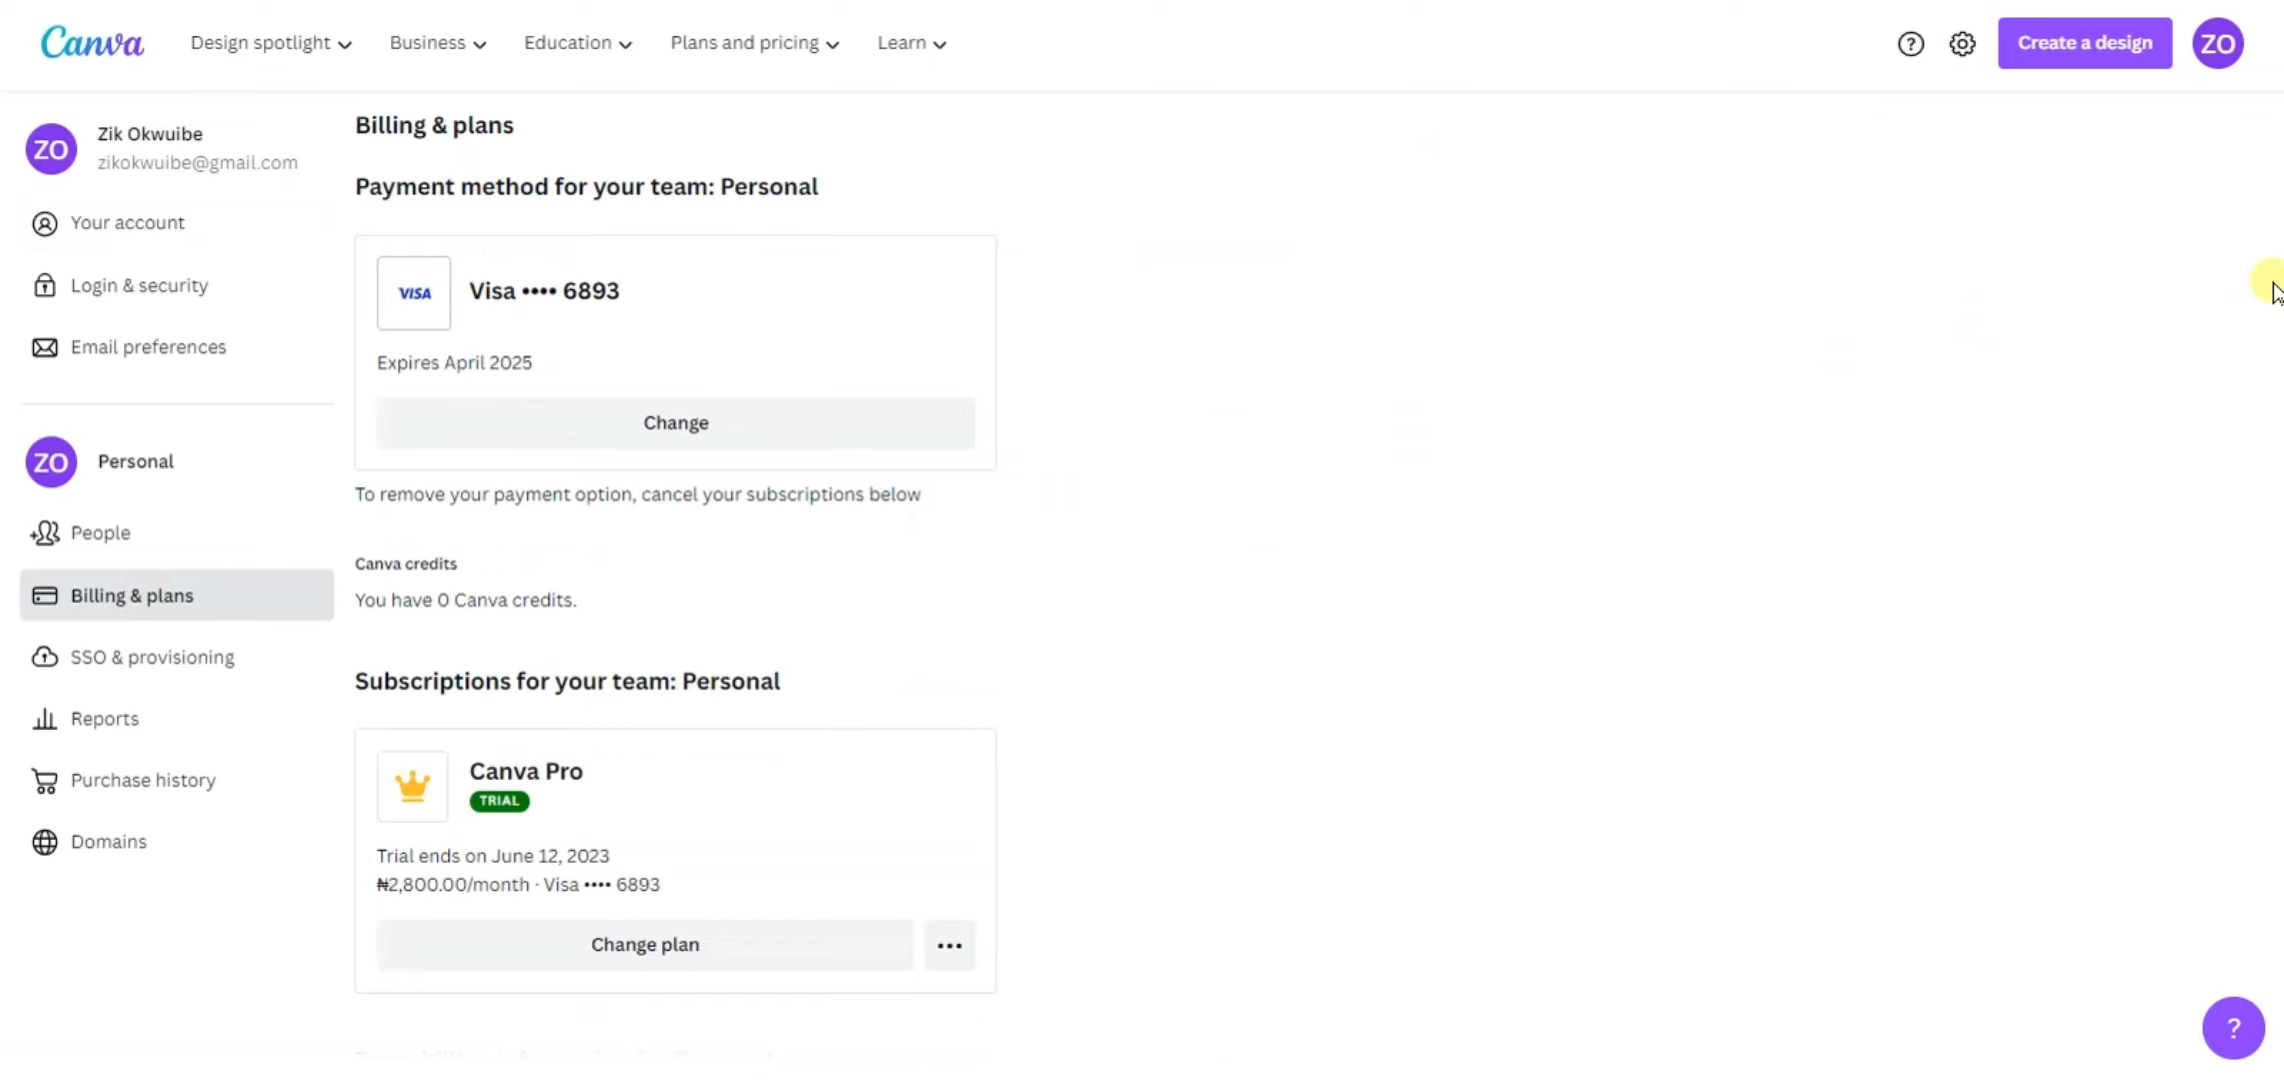 Canva
Design spotlight
Business
Education
Plans and pricing
Learn
?
Create a design
ZO
ZO
Zik Okwuibe
zikokwuibe@gmail.com
Your account
Login & security
Email preferences
ZO
Personal
People
Billing & plans
SSO & provisioning
Reports
Purchase history
Domains
Billing & plans
Payment method for your team: Personal
VISA
Visa •••• 6893
Expires April 2025
Change
To remove your payment option, cancel your subscriptions below
Canva credits
You have 0 Canva credits.
Subscriptions for your team: Personal
Canva Pro
TRIAL
Trial ends on June 12, 2023
₦2,800.00/month · Visa •••• 6893
Change plan
•••
?